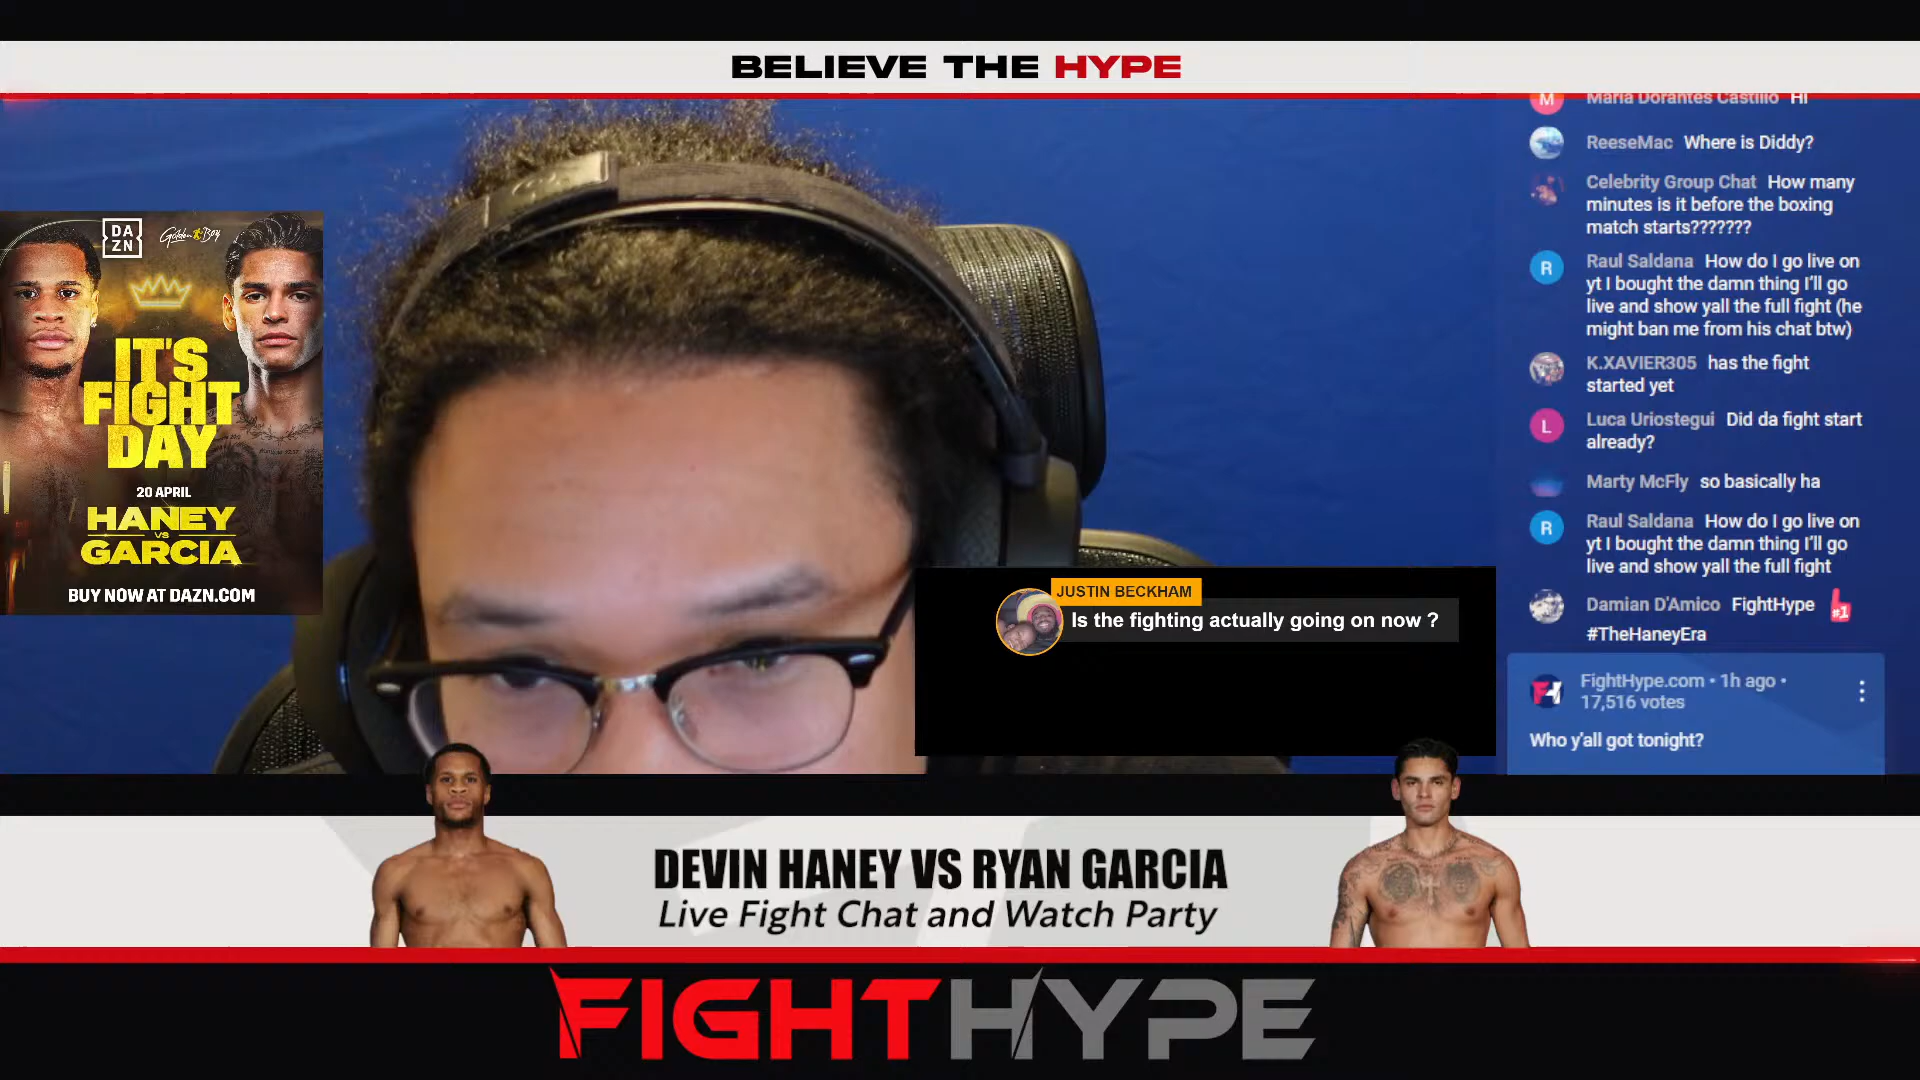 BELIEVE THE HYPE
Maria Dorantes Castillo Hi
M
ReeseMac Where is Diddy?
Celebrity Group Chat How many
minutes is it before the boxing
match starts???????
R
Raul Saldana How do I go live on
yt I bought the damn thing I'll go
live and show yall the full fight (he
might ban me from his chat btw)
K.XAVIER305 has the fight
started yet
L
Luca Uriostegui Did da fight start
already?
Marty McFly so basically ha
R
Raul Saldana How do I go live on
yt I bought the damn thing I'll go
live and show yall the full fight
Damian D'Amico FightHype #1
#TheHaneyEra
FH
FightHype.com • 1h ago •
17,516 votes
Who y'all got tonight?
DA
ZN
Golden Boy
IT'S
FIGHT
DAY
20 APRIL
HANEY
VS
GARCIA
BUY NOW AT DAZN.COM
JUSTIN BECKHAM
Is the fighting actually going on now ?
DEVIN HANEY VS RYAN GARCIA
Live Fight Chat and Watch Party
FIGHTHYPE